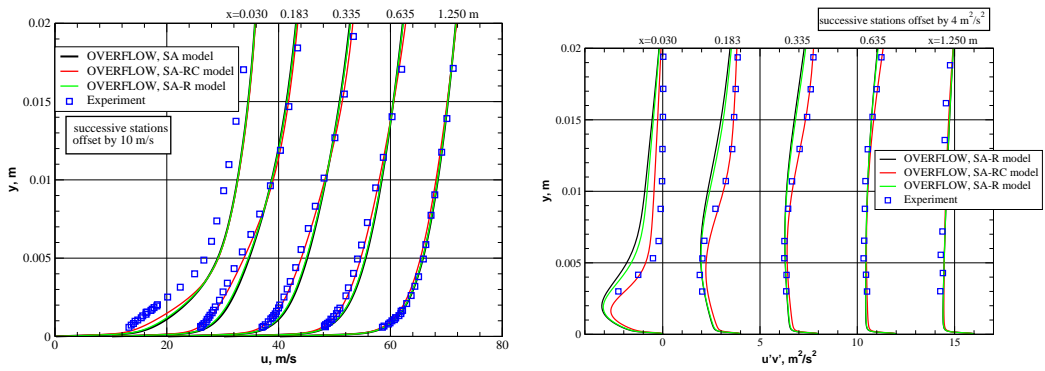 x=0.030 0.183 0.335 0.635 1.250 m
0.02
0.015
0.01
0.005
0
y, m
OVERFLOW, SA model
OVERFLOW, SA-RC model
OVERFLOW, SA-R model
Experiment
successive stations
offset by 10 m/s
0 20 40 60 80
u, m/s
successive stations offset by 4 m²/s²
x=0.030 0.183 0.335 0.635 x=1.250 m
0.02
0.015
0.01
0.005
0
y, m
OVERFLOW, SA-R model
OVERFLOW, SA-RC model
OVERFLOW, SA-R model
Experiment
0 5 10 15
u'v', m²/s²